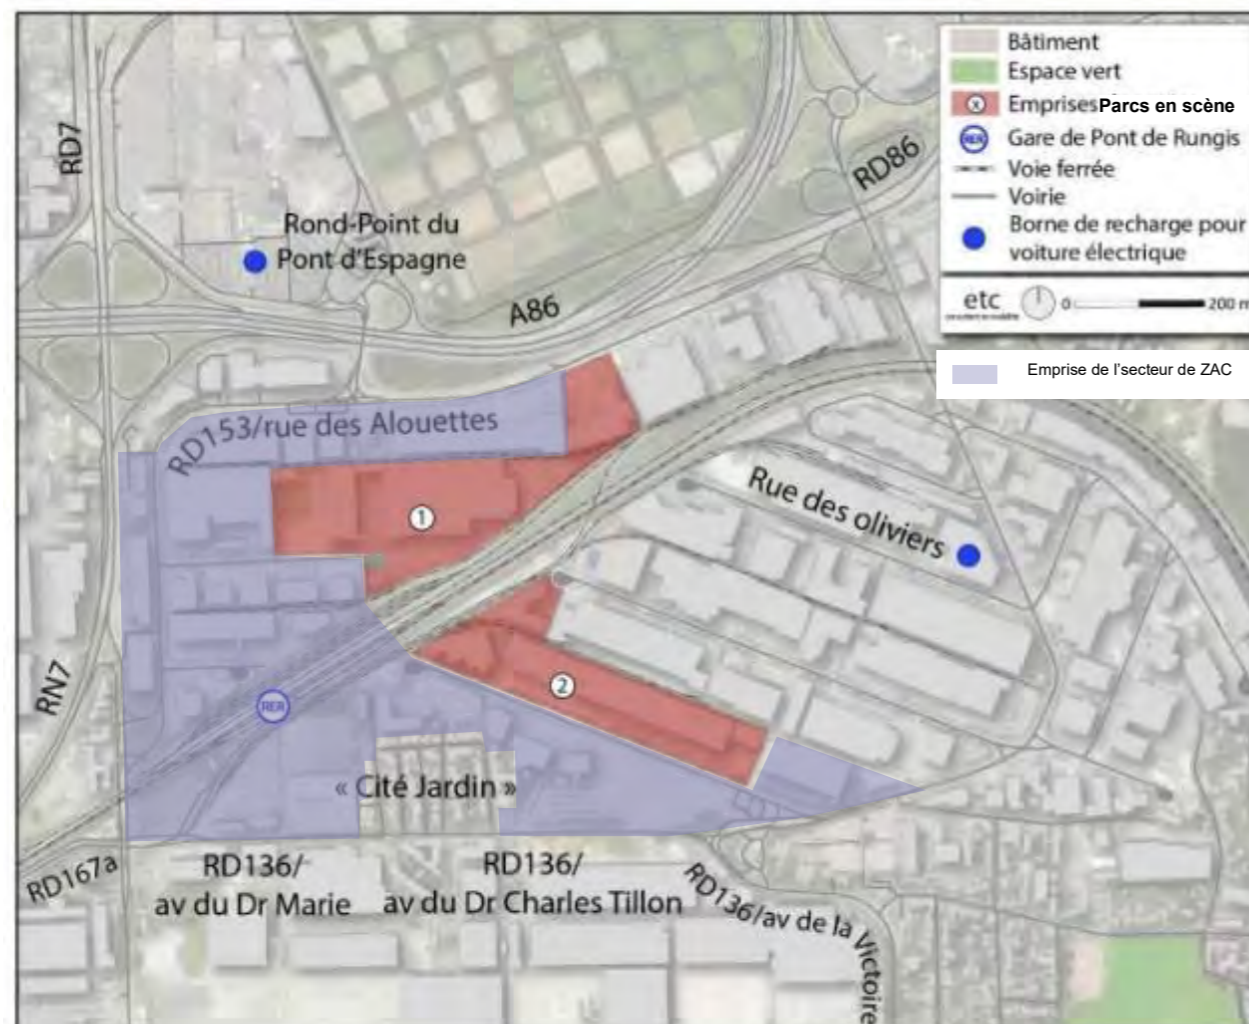 Bâtiment
Espace vert
x Emprises Parcs en scène
RER Gare de Pont de Rungis
Voie ferrée
Voirie
Borne de recharge pour
voiture électrique
etc 0 200 m
Emprise de l'secteur de ZAC
RD7
RD86
Rond-Point du
Pont d'Espagne
A86
RD153/rue des Alouettes
1
Rue des oliviers
RN7
2
RER
« Cité Jardin »
RD167a
RD136/
av du Dr Marie
RD136/
av du Dr Charles Tillon
RD136/av de la Victoire